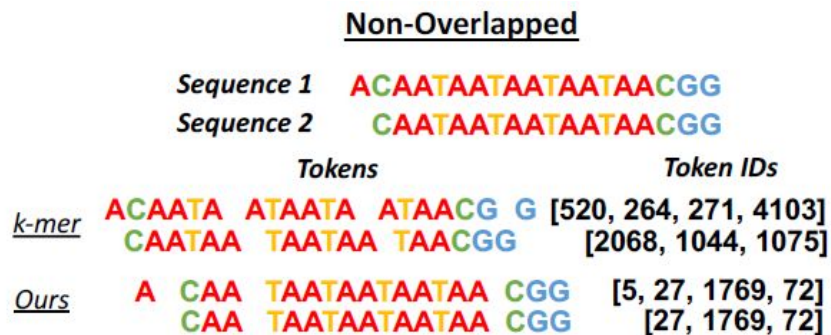 Non-Overlapped
Sequence 1 ACAATAATAATAATAACGG
Sequence 2 CAATAATAATAATAACGG
Tokens Token IDs
k-mer ACAATA ATAATA ATAACG G [520, 264, 271, 4103]
CAATAA TAATAA TAACGG [2068, 1044, 1075]
Ours A CAA TAATAATAATAA CGG [5, 27, 1769, 72]
CAA TAATAATAATAA CGG [27, 1769, 72]